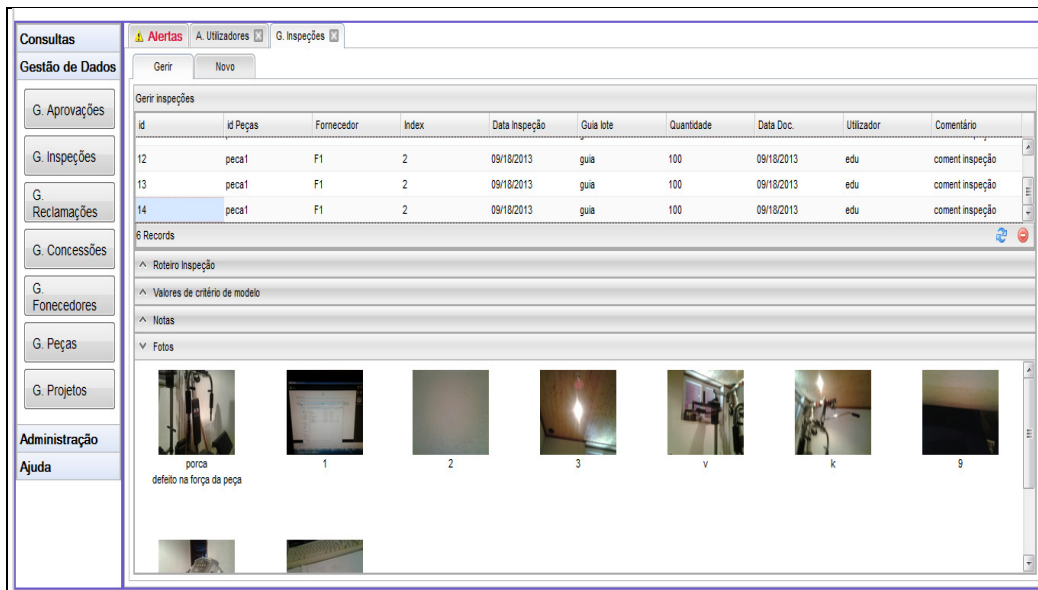 Consultas
Gestão de Dados
G. Aprovações
G. Inspeções
G.
Reclamações
G. Concessões
G.
Fonecedores
G. Peças
G. Projetos
Administração
Ajuda
Alertas A. Utilizadores G. Inspeções
Gerir Novo
Gerir inspeções
id id Peças Fornecedor Index Data Inspeção Guia lote Quantidade Data Doc. Utilizador Comentário
12 peca1 F1 2 09/18/2013 guia 100 09/18/2013 edu coment inspeção
13 peca1 F1 2 09/18/2013 guia 100 09/18/2013 edu coment inspeção
14 peca1 F1 2 09/18/2013 guia 100 09/18/2013 edu coment inspeção
6 Records
Roteiro Inspeção
Valores de critério de modelo
Notas
Fotos
porca 1 2 3 v k 9
defeito na força da peça